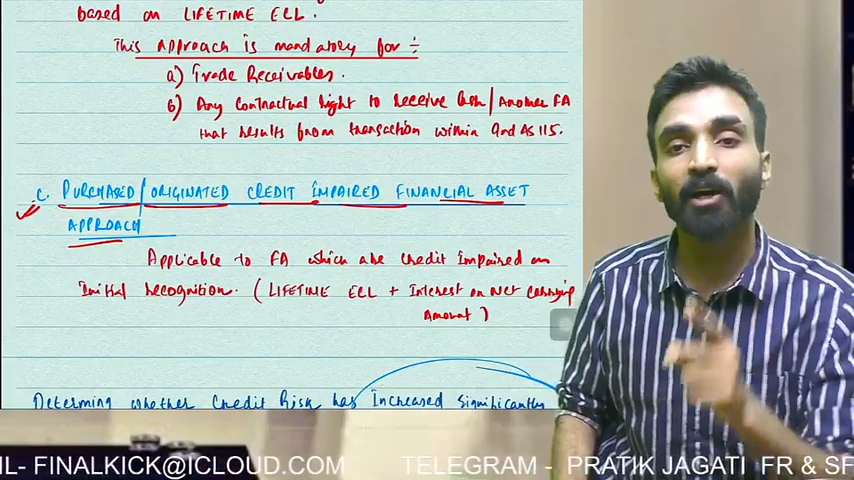 based on LIFETIME ECL.
This approach is mandatory for :-
a) Trade Receivables.
b) Any contractual right to receive Cash/Another FA
that results from transaction within Ind AS 115.
C. PURCHASED/ORIGINATED CREDIT IMPAIRED FINANCIAL ASSET
APPROACH
Applicable to FA which are credit impaired on
initial recognition. (LIFETIME ECL + Interest on Net carrying
Amount)
Determining whether Credit Risk has Increased significantly
IL- FINALKICK@ICLOUD.COM TELEGRAM - PRATIK JAGATI FR & SF